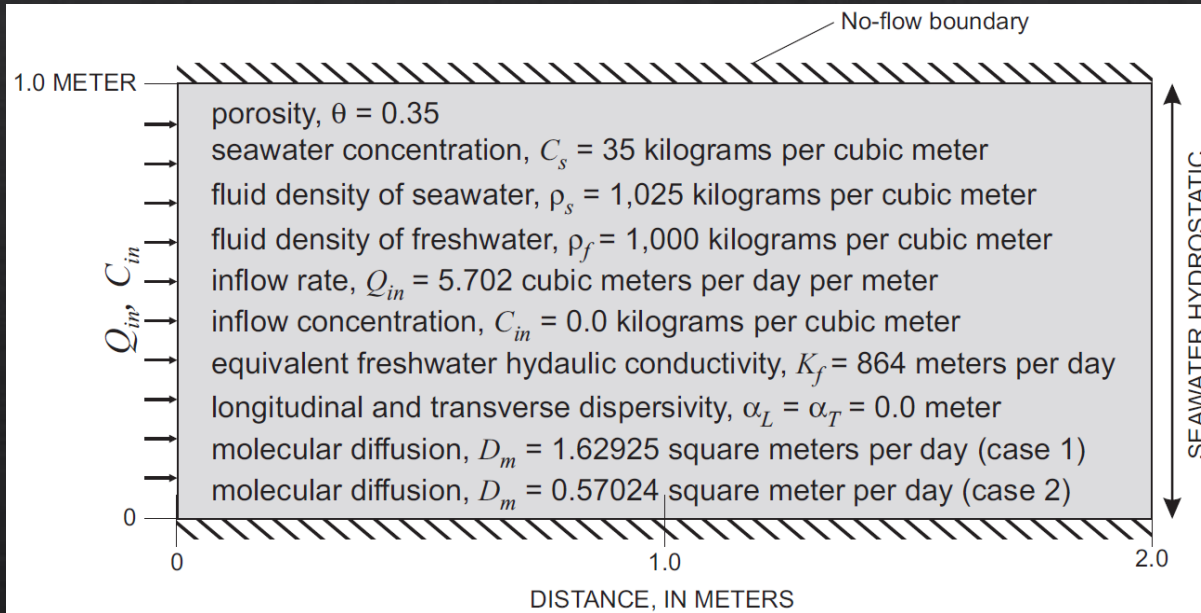 No-flow boundary
1.0 METER
porosity, θ = 0.35
seawater concentration, Cₛ = 35 kilograms per cubic meter
fluid density of seawater, ρₛ = 1,025 kilograms per cubic meter
fluid density of freshwater, ρf = 1,000 kilograms per cubic meter
inflow rate, Qin = 5.702 cubic meters per day per meter
inflow concentration, Cin = 0.0 kilograms per cubic meter
equivalent freshwater hydaulic conductivity, Kf = 864 meters per day
longitudinal and transverse dispersivity, αL = αT = 0.0 meter
molecular diffusion, Dm = 1.62925 square meters per day (case 1)
molecular diffusion, Dm = 0.57024 square meter per day (case 2)
Qin, Cin
SEAWATER HYDROSTATIC
0
0
1.0
2.0
DISTANCE, IN METERS